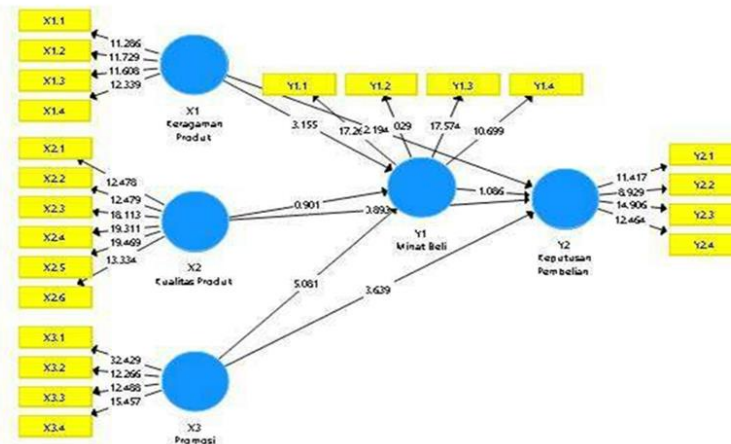 X1.1
X1.2
X1.3
X1.4
11.286
11.729
11.608
12.339
X1
Keragaman
Produk
Y1.1
Y1.2
Y1.3
Y1.4
3.155
2.194
029
17.574
10.699
X2.1
X2.2
X2.3
X2.4
X2.5
X2.6
12.478
12.479
18.113
19.311
19.469
13.334
X2
Kualitas Produk
0.901
3.893
Y1
Minat Beli
1.086
Y2
Keputusan
Pembelian
11.417
8.929
14.906
12.464
Y2.1
Y2.2
Y2.3
Y2.4
5.081
3.639
X3.1
X3.2
X3.3
X3.4
32.429
12.266
12.488
15.457
X3
Promosi